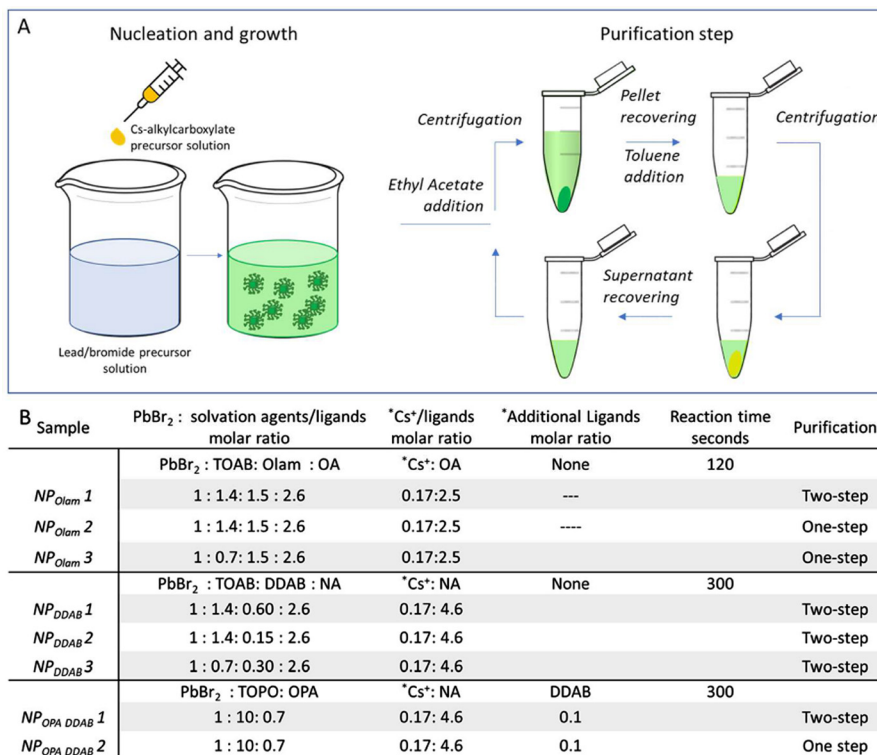 A
Nucleation and growth
Cs-alkylcarboxylate
precursor solution
Lead/bromide precursor
solution
Purification step
Centrifugation
Pellet
recovering
Toluene
addition
Centrifugation
Ethyl Acetate
addition
Supernatant
recovering
B Sample PbBr₂ : solvation agents/ligands molar ratio *Cs⁺/ligands molar ratio *Additional Ligands molar ratio Reaction time seconds Purification
PbBr₂ : TOAB: Olam : OA *Cs⁺: OA None 120
NP_Olam 1 1 : 1.4: 1.5 : 2.6 0.17:2.5 --- Two-step
NP_Olam 2 1 : 1.4: 1.5 : 2.6 0.17:2.5 ---- One-step
NP_Olam 3 1 : 0.7: 1.5 : 2.6 0.17:2.5 One-step
PbBr₂ : TOAB: DDAB : NA *Cs⁺: NA None 300
NP_DDAB 1 1 : 1.4: 0.60 : 2.6 0.17: 4.6 Two-step
NP_DDAB 2 1 : 1.4: 0.15 : 2.6 0.17: 4.6 Two-step
NP_DDAB 3 1 : 0.7: 0.30 : 2.6 0.17: 4.6 Two-step
PbBr₂ : TOPO: OPA *Cs⁺: NA DDAB 300
NP_OPA DDAB 1 1 : 10: 0.7 0.17: 4.6 0.1 Two-step
NP_OPA DDAB 2 1 : 10: 0.7 0.17: 4.6 0.1 One step